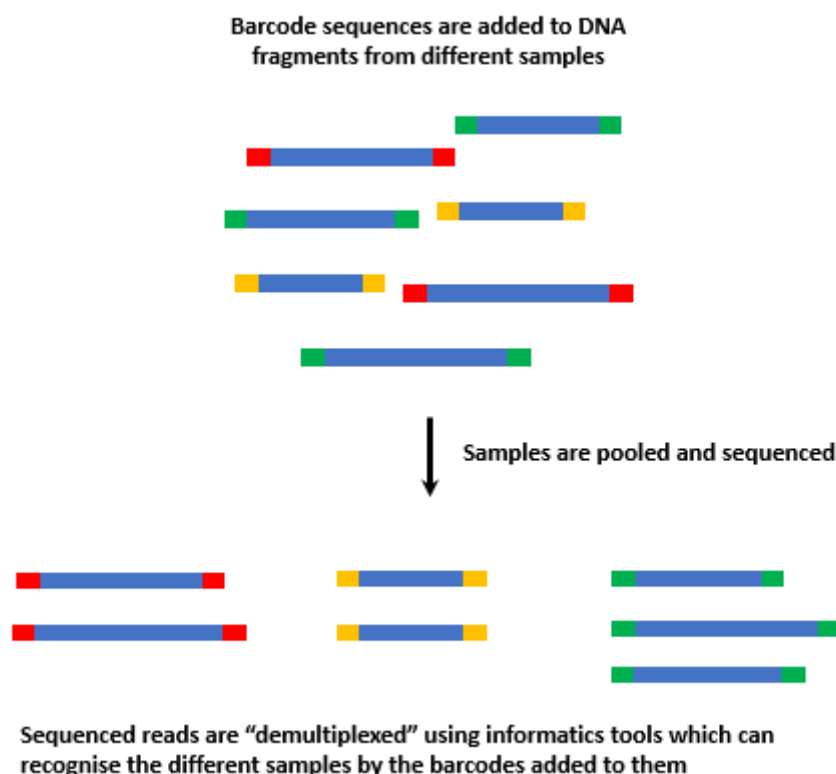 Barcode sequences are added to DNA
fragments from different samples
Samples are pooled and sequenced
Sequenced reads are “demultiplexed” using informatics tools which can
recognise the different samples by the barcodes added to them